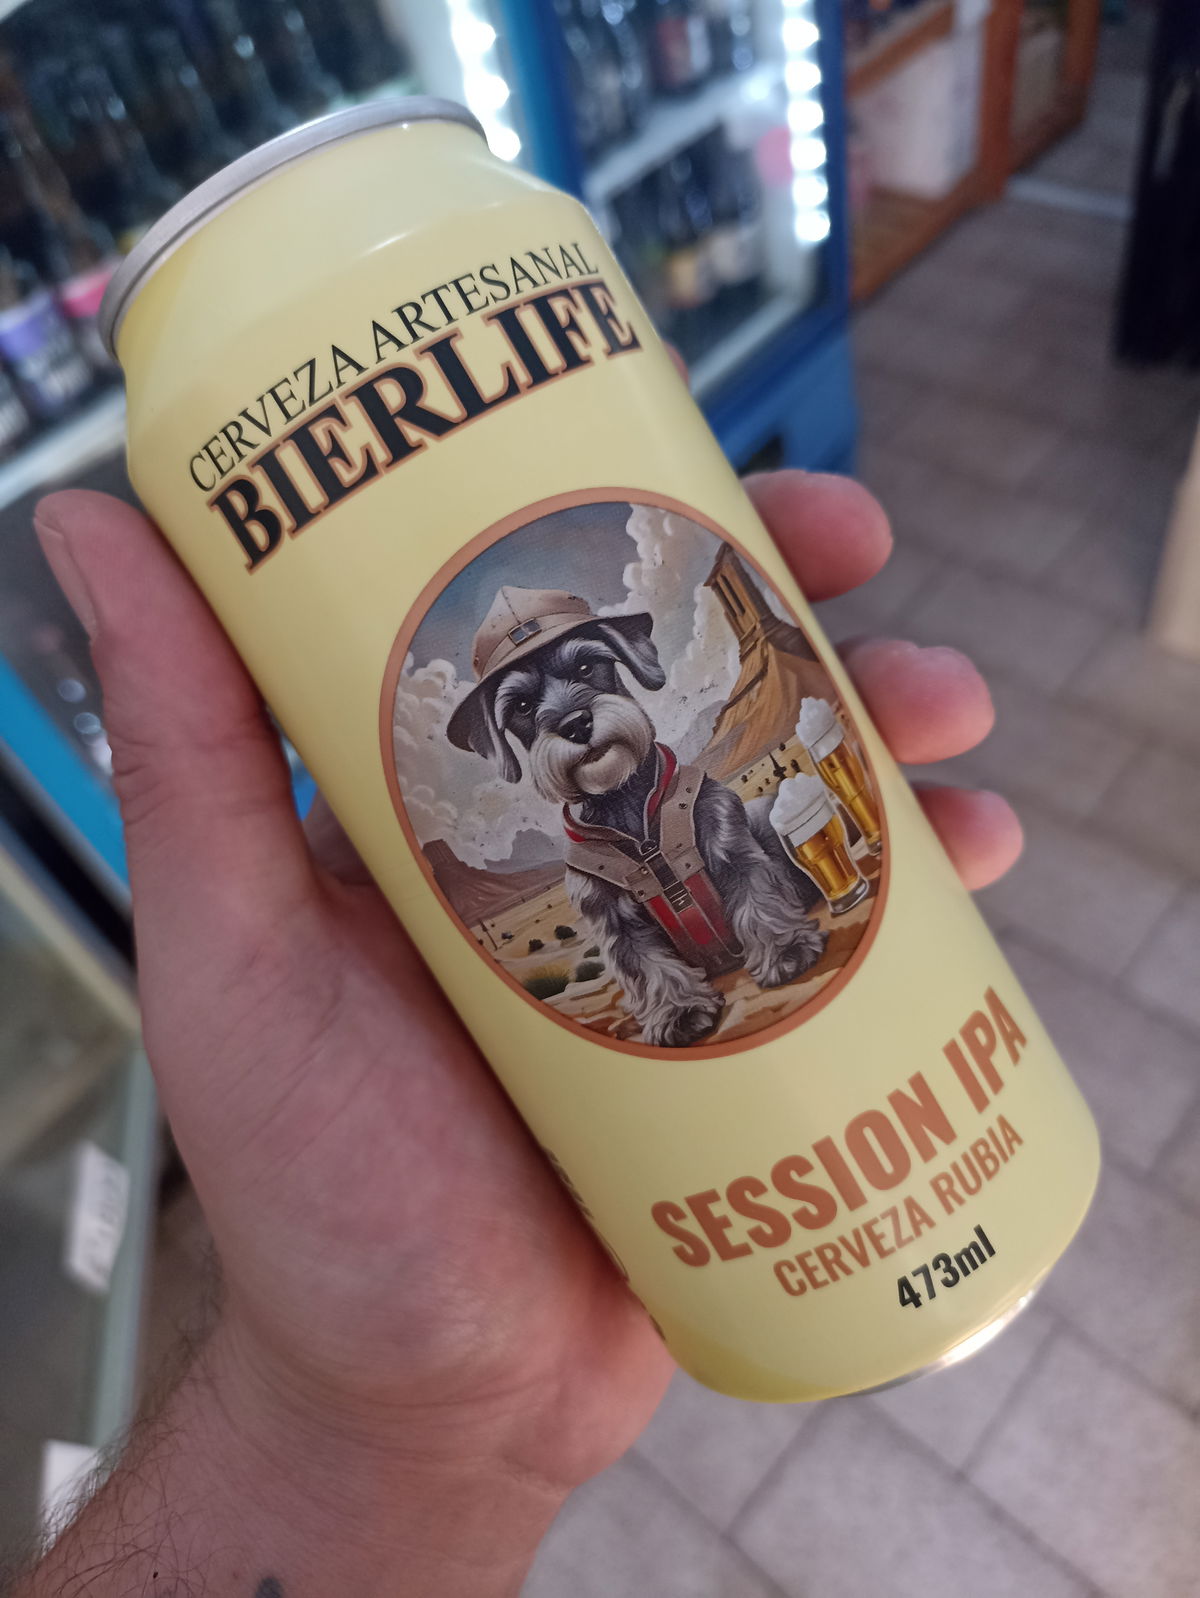 CERVEZA ARTESANAL
BIERLIFE
SESSION IPA
CERVEZA RUBIA
473ml